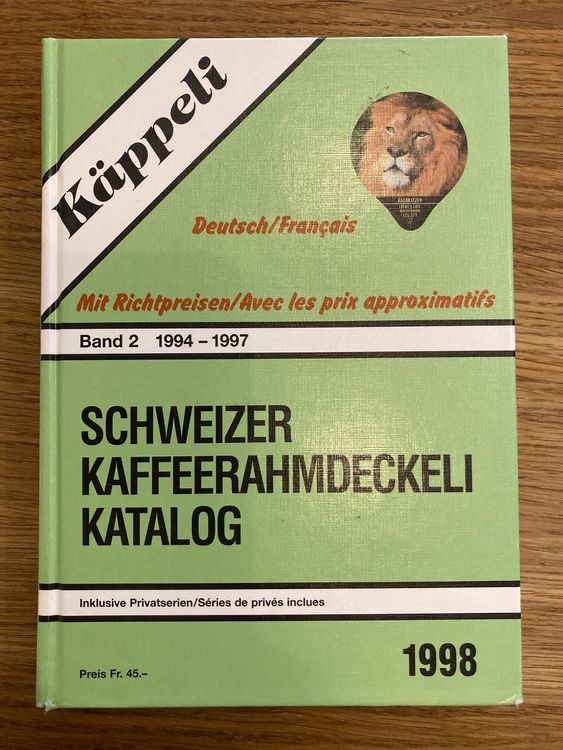 Käppeli
Deutsch/Français
Mit Richtpreisen/Avec les prix approximatifs
Band 2 1994 – 1997
SCHWEIZER
KAFFEERAHMDECKELI
KATALOG
Inklusive Privatserien/Séries de privés inclues
Preis Fr. 45.–
1998